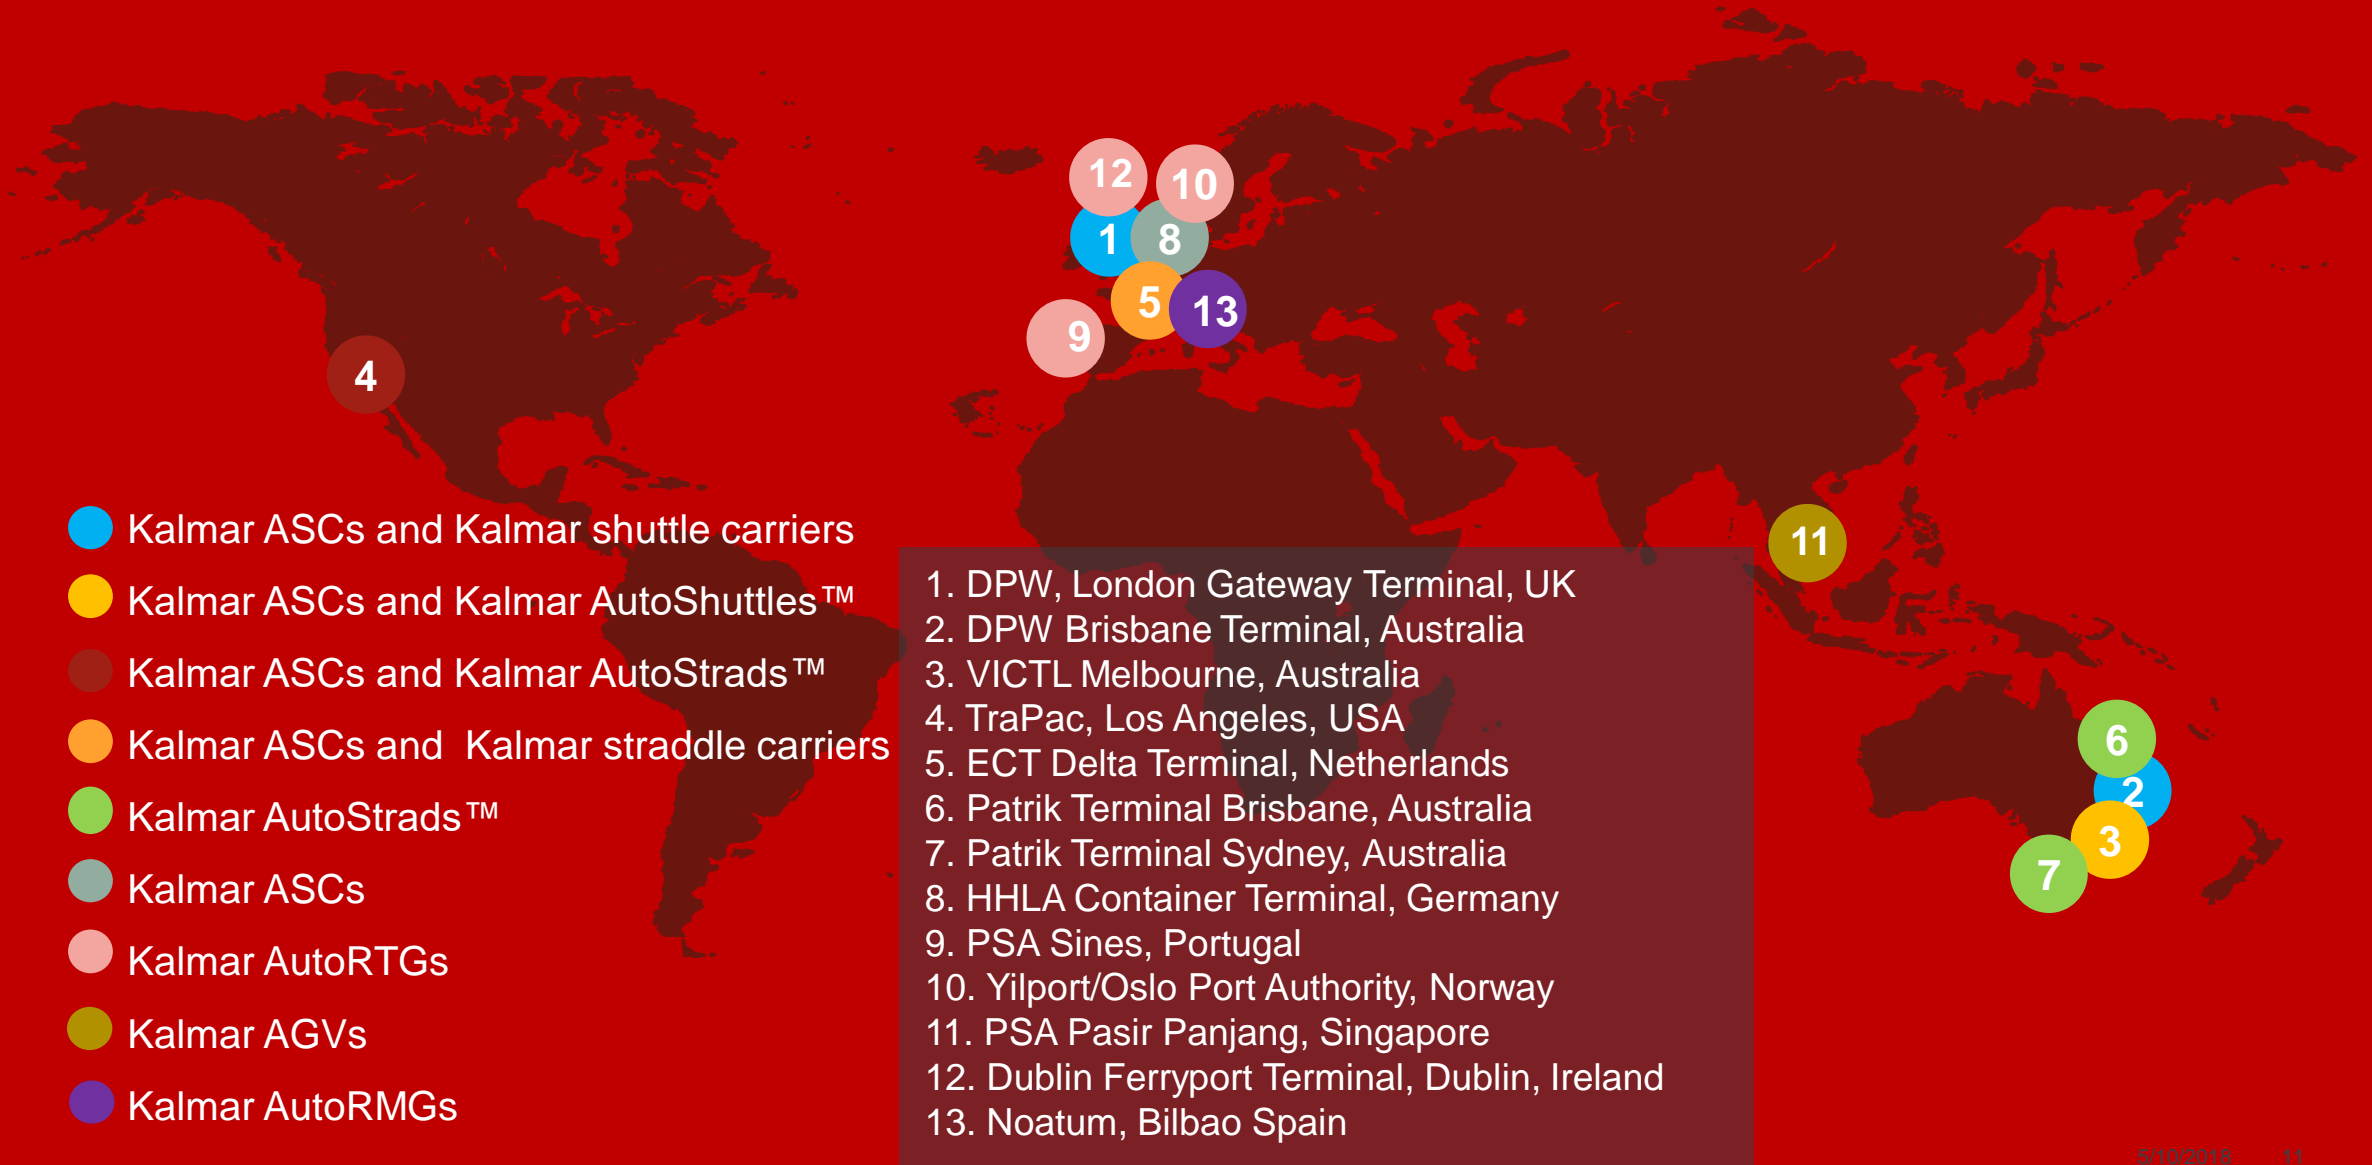 12
10
1
8
5
13
9
4
11
6
2
3
7
Kalmar ASCs and Kalmar shuttle carriers
Kalmar ASCs and Kalmar AutoShuttles™
Kalmar ASCs and Kalmar AutoStrads™
Kalmar ASCs and Kalmar straddle carriers
Kalmar AutoStrads™
Kalmar ASCs
Kalmar AutoRTGs
Kalmar AGVs
Kalmar AutoRMGs
1. DPW, London Gateway Terminal, UK
2. DPW Brisbane Terminal, Australia
3. VICTL Melbourne, Australia
4. TraPac, Los Angeles, USA
5. ECT Delta Terminal, Netherlands
6. Patrik Terminal Brisbane, Australia
7. Patrik Terminal Sydney, Australia
8. HHLA Container Terminal, Germany
9. PSA Sines, Portugal
10. Yilport/Oslo Port Authority, Norway
11. PSA Pasir Panjang, Singapore
12. Dublin Ferryport Terminal, Dublin, Ireland
13. Noatum, Bilbao Spain
5/10/2018 11